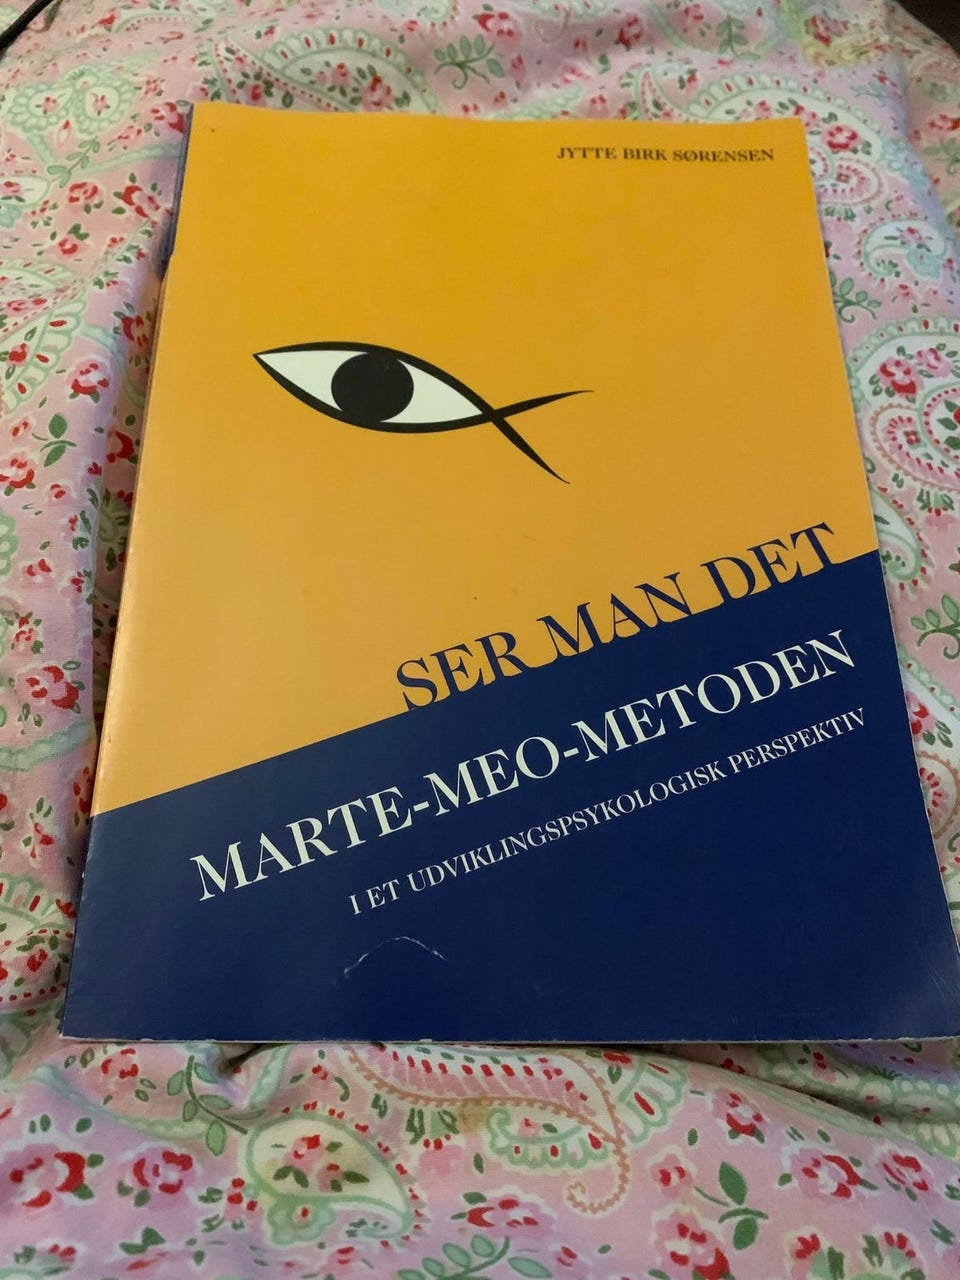 JYTTE BIRK SØRENSEN
SER MAN DET
MARTE-MEO-METODEN
I ET UDVIKLINGSPSYKOLOGISK PERSPEKTIV